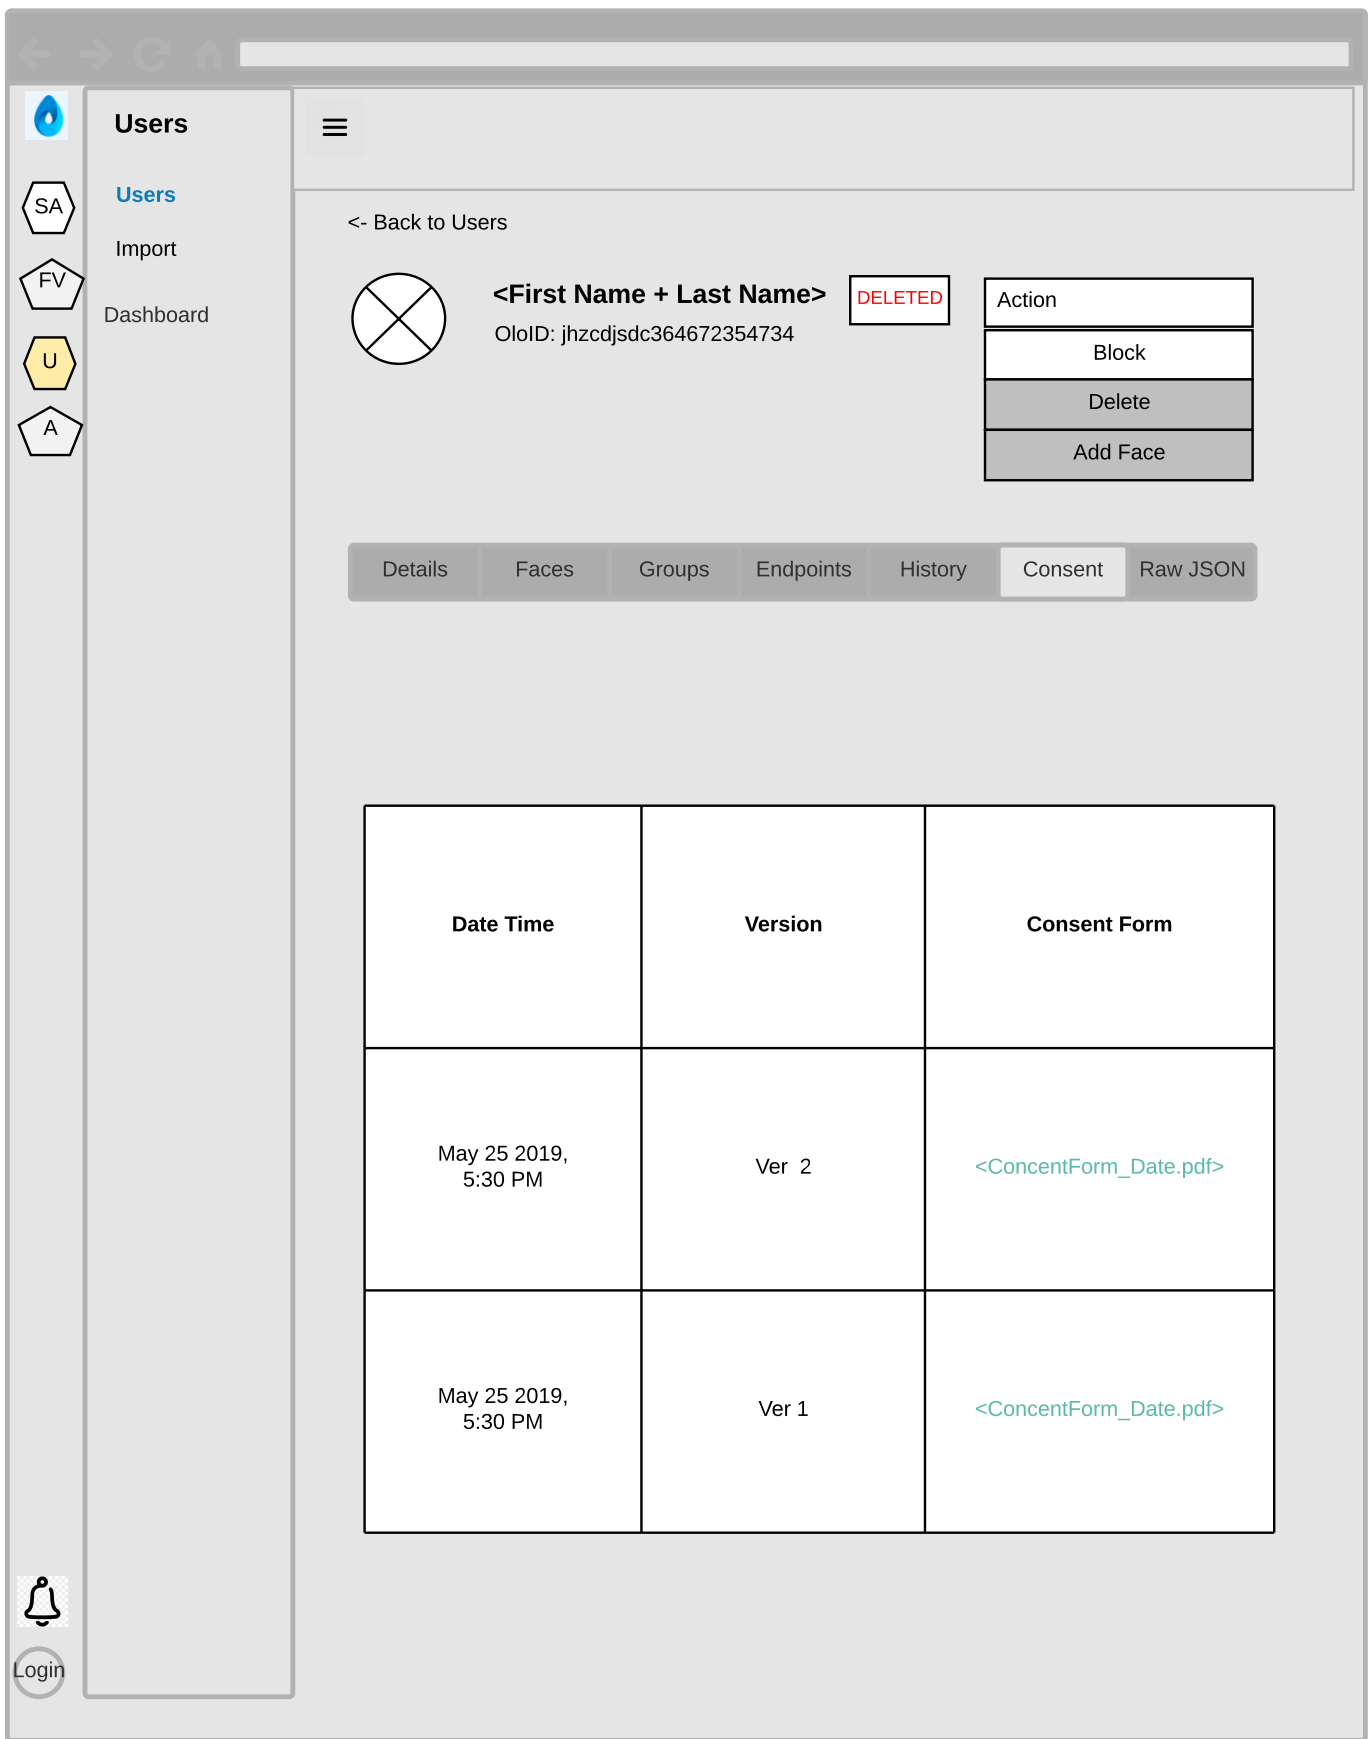 Users
SA
Users
<- Back to Users
Import
FV
Dashboard
<First Name + Last Name>
DELETED
Action
OloID: jhzcdjsdc364672354734
U
Block
Delete
A
Add Face
Details
Faces
Groups
Endpoints
History
Consent
Raw JSON
Date Time
Version
Consent Form
May 25 2019,
5:30 PM
Ver  2
<ConcentForm_Date.pdf>
May 25 2019,
5:30 PM
Ver 1
<ConcentForm_Date.pdf>
Login